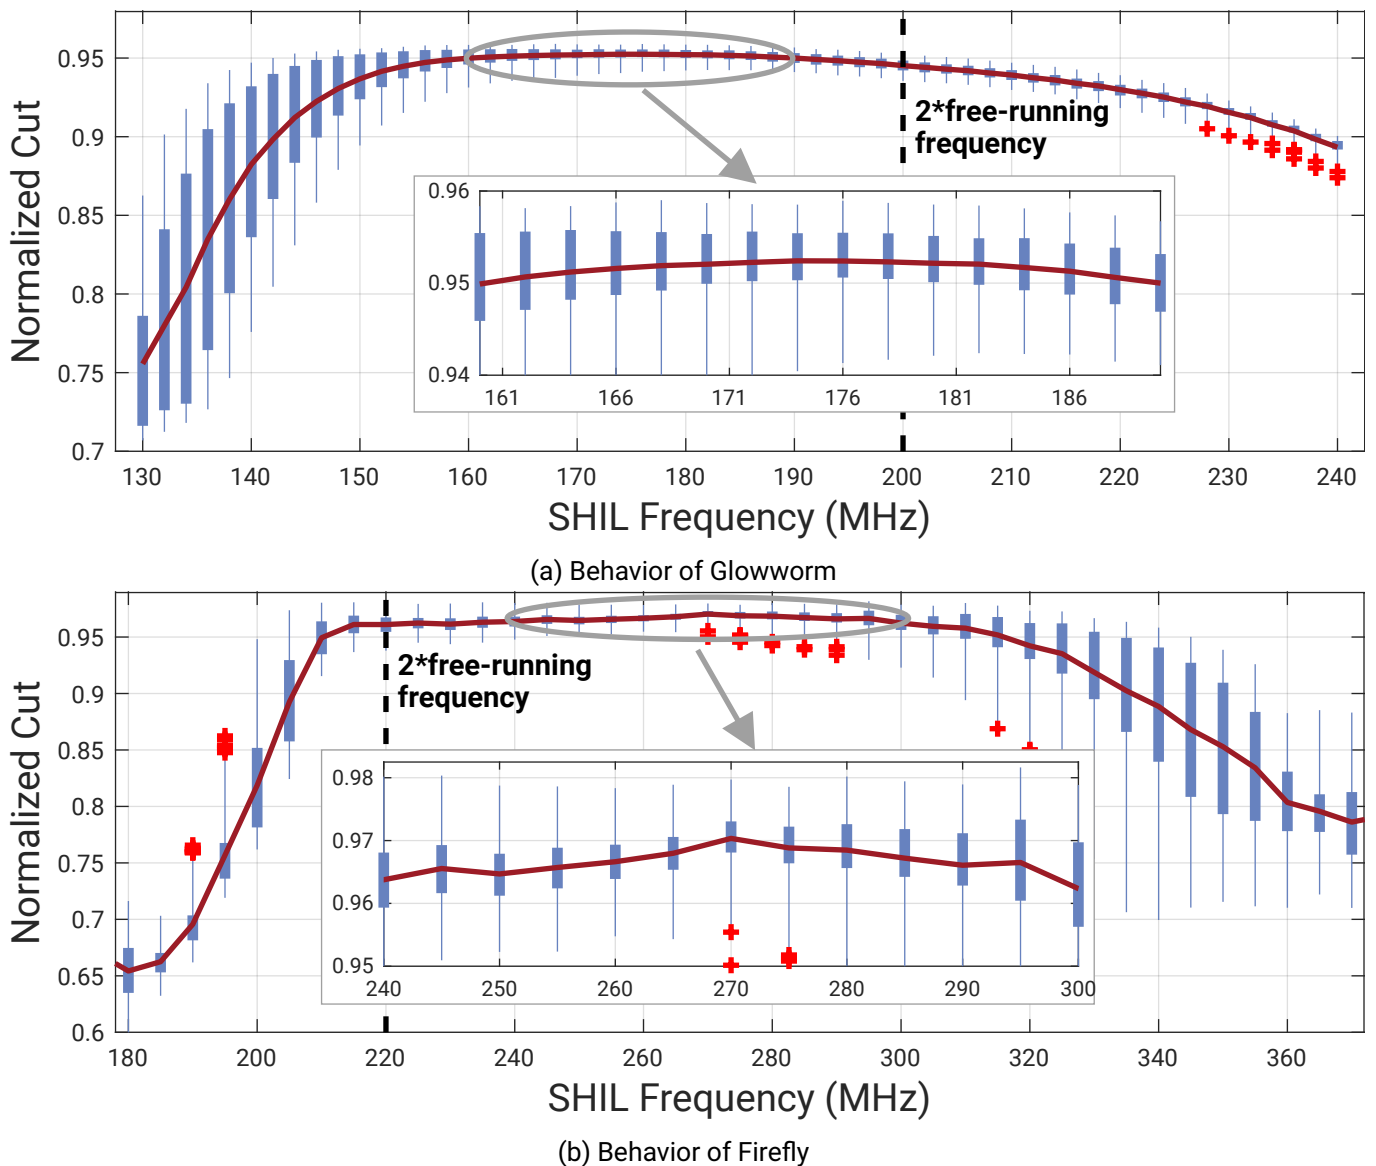 Normalized Cut
0.95
0.9
0.85
0.8
0.75
0.7
2*free-running
frequency
0.96
0.95
0.94
161 166 171 176 181 186
130 140 150 160 170 180 190 200 210 220 230 240
SHIL Frequency (MHz)
(a) Behavior of Glowworm
Normalized Cut
0.95
0.9
0.85
0.8
0.75
0.7
0.65
0.6
2*free-running
frequency
0.98
0.97
0.96
0.95
240 250 260 270 280 290 300
180 200 220 240 260 280 300 320 340 360
SHIL Frequency (MHz)
(b) Behavior of Firefly